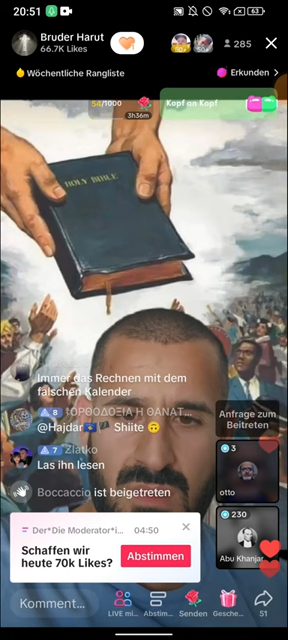 20:51
63
Bruder Harut
66.7K Likes
285
Wöchentliche Rangliste
Erkunden >
54/1000
3h36m
Kopf an Kopf
HOLY BIBLE
Immer das Rechnen mit dem
falschen Kalender
8 ΟΡΘΟΔΟΞΙΑ Η ΘΑΝΑΤ...
@Hajdar Shiite 🙃
7 Zlatko
Las ihn lesen
Boccaccio ist beigetreten
Anfrage zum
Beitreten
3
otto
230
Abu Khanjar
Der*Die Moderator*i... 04:50
Schaffen wir
heute 70k Likes?
Abstimmen
Komment...
LIVE mi...
Abstim...
Senden
Gesche...
51